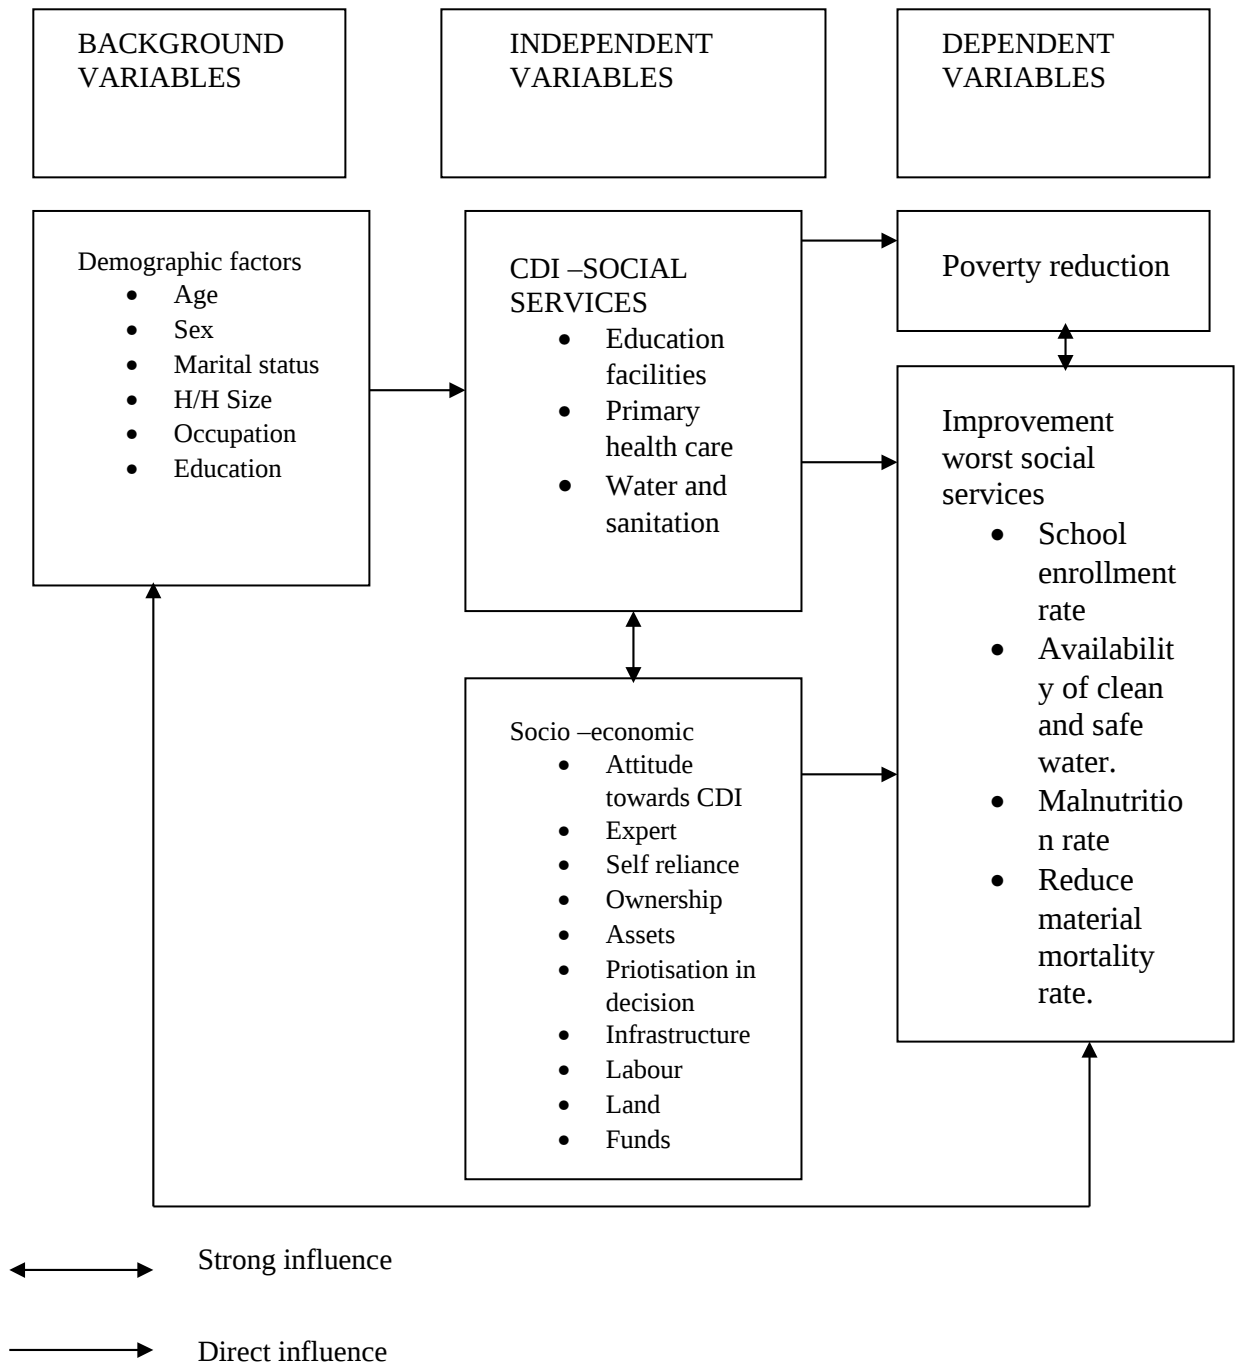 BACKGROUND
VARIABLES
INDEPENDENT
VARIABLES
DEPENDENT
VARIABLES
Demographic factors
• Age
• Sex
• Marital status
• H/H Size
• Occupation
• Education
CDI –SOCIAL
SERVICES
• Education
facilities
• Primary
health care
• Water and
sanitation
Socio –economic
• Attitude
towards CDI
• Expert
• Self reliance
• Ownership
• Assets
• Priotisation in
decision
• Infrastructure
• Labour
• Land
• Funds
Poverty reduction
Improvement
worst social
services
• School
enrollment
rate
• Availabilit
y of clean
and safe
water.
• Malnutritio
n rate
• Reduce
material
mortality
rate.
Strong influence
Direct influence